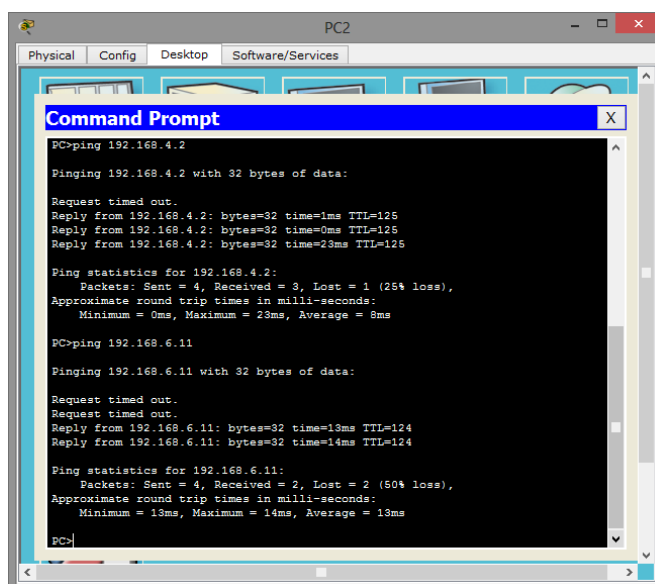 PC2
Physical Config Desktop Software/Services
Command Prompt X
PC>ping 192.168.4.2
Pinging 192.168.4.2 with 32 bytes of data:
Request timed out.
Reply from 192.168.4.2: bytes=32 time=1ms TTL=125
Reply from 192.168.4.2: bytes=32 time=0ms TTL=125
Reply from 192.168.4.2: bytes=32 time=23ms TTL=125
Ping statistics for 192.168.4.2:
Packets: Sent = 4, Received = 3, Lost = 1 (25% loss),
Approximate round trip times in milli-seconds:
Minimum = 0ms, Maximum = 23ms, Average = 8ms
PC>ping 192.168.6.11
Pinging 192.168.6.11 with 32 bytes of data:
Request timed out.
Request timed out.
Reply from 192.168.6.11: bytes=32 time=13ms TTL=124
Reply from 192.168.6.11: bytes=32 time=14ms TTL=124
Ping statistics for 192.168.6.11:
Packets: Sent = 4, Received = 2, Lost = 2 (50% loss),
Approximate round trip times in milli-seconds:
Minimum = 13ms, Maximum = 14ms, Average = 13ms
PC>